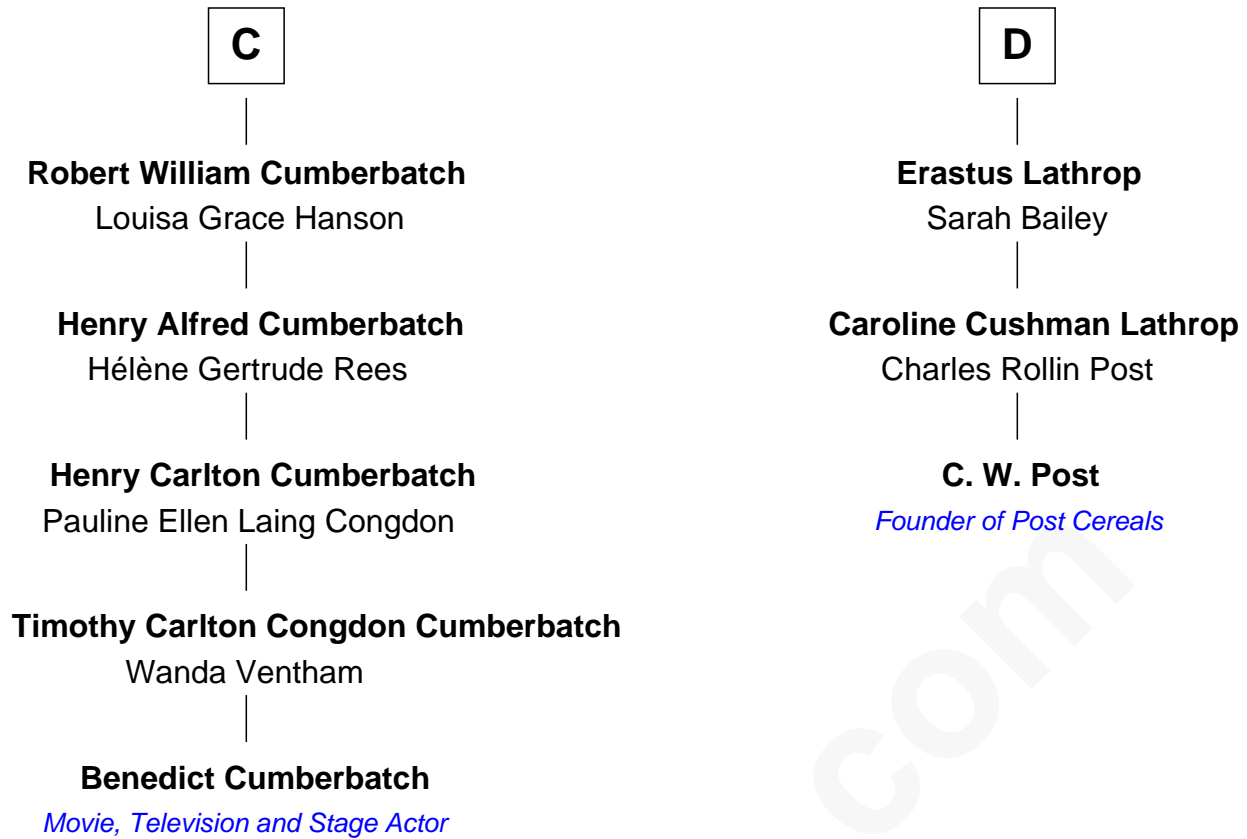 C
Robert William Cumberbatch
Louisa Grace Hanson
Henry Alfred Cumberbatch
Hélène Gertrude Rees
Henry Carlton Cumberbatch
Pauline Ellen Laing Congdon
Timothy Carlton Congdon Cumberbatch
Wanda Ventham
Benedict Cumberbatch
Movie, Television and Stage Actor
D
Erastus Lathrop
Sarah Bailey
Caroline Cushman Lathrop
Charles Rollin Post
C. W. Post
Founder of Post Cereals
com